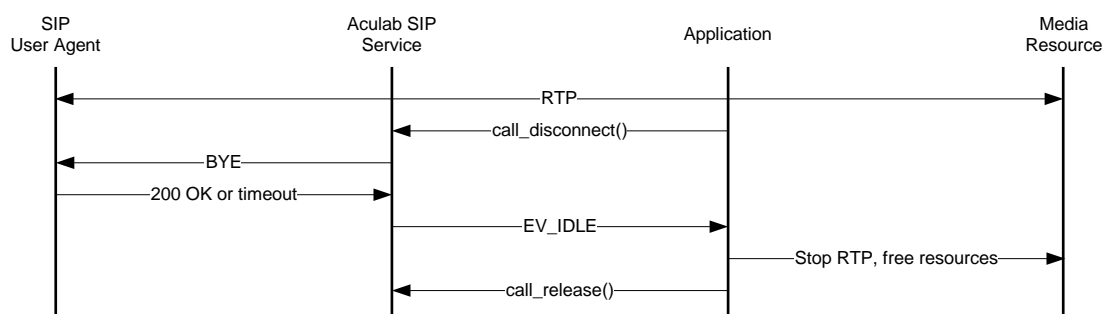 SIP
User Agent
Aculab SIP
Service
Application
Media
Resource
RTP
call_disconnect()
BYE
200 OK or timeout
EV_IDLE
Stop RTP, free resources
call_release()